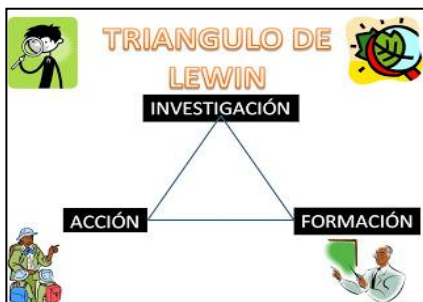 TRIANGULO DE
LEWIN
INVESTIGACIÓN
ACCIÓN
FORMACIÓN